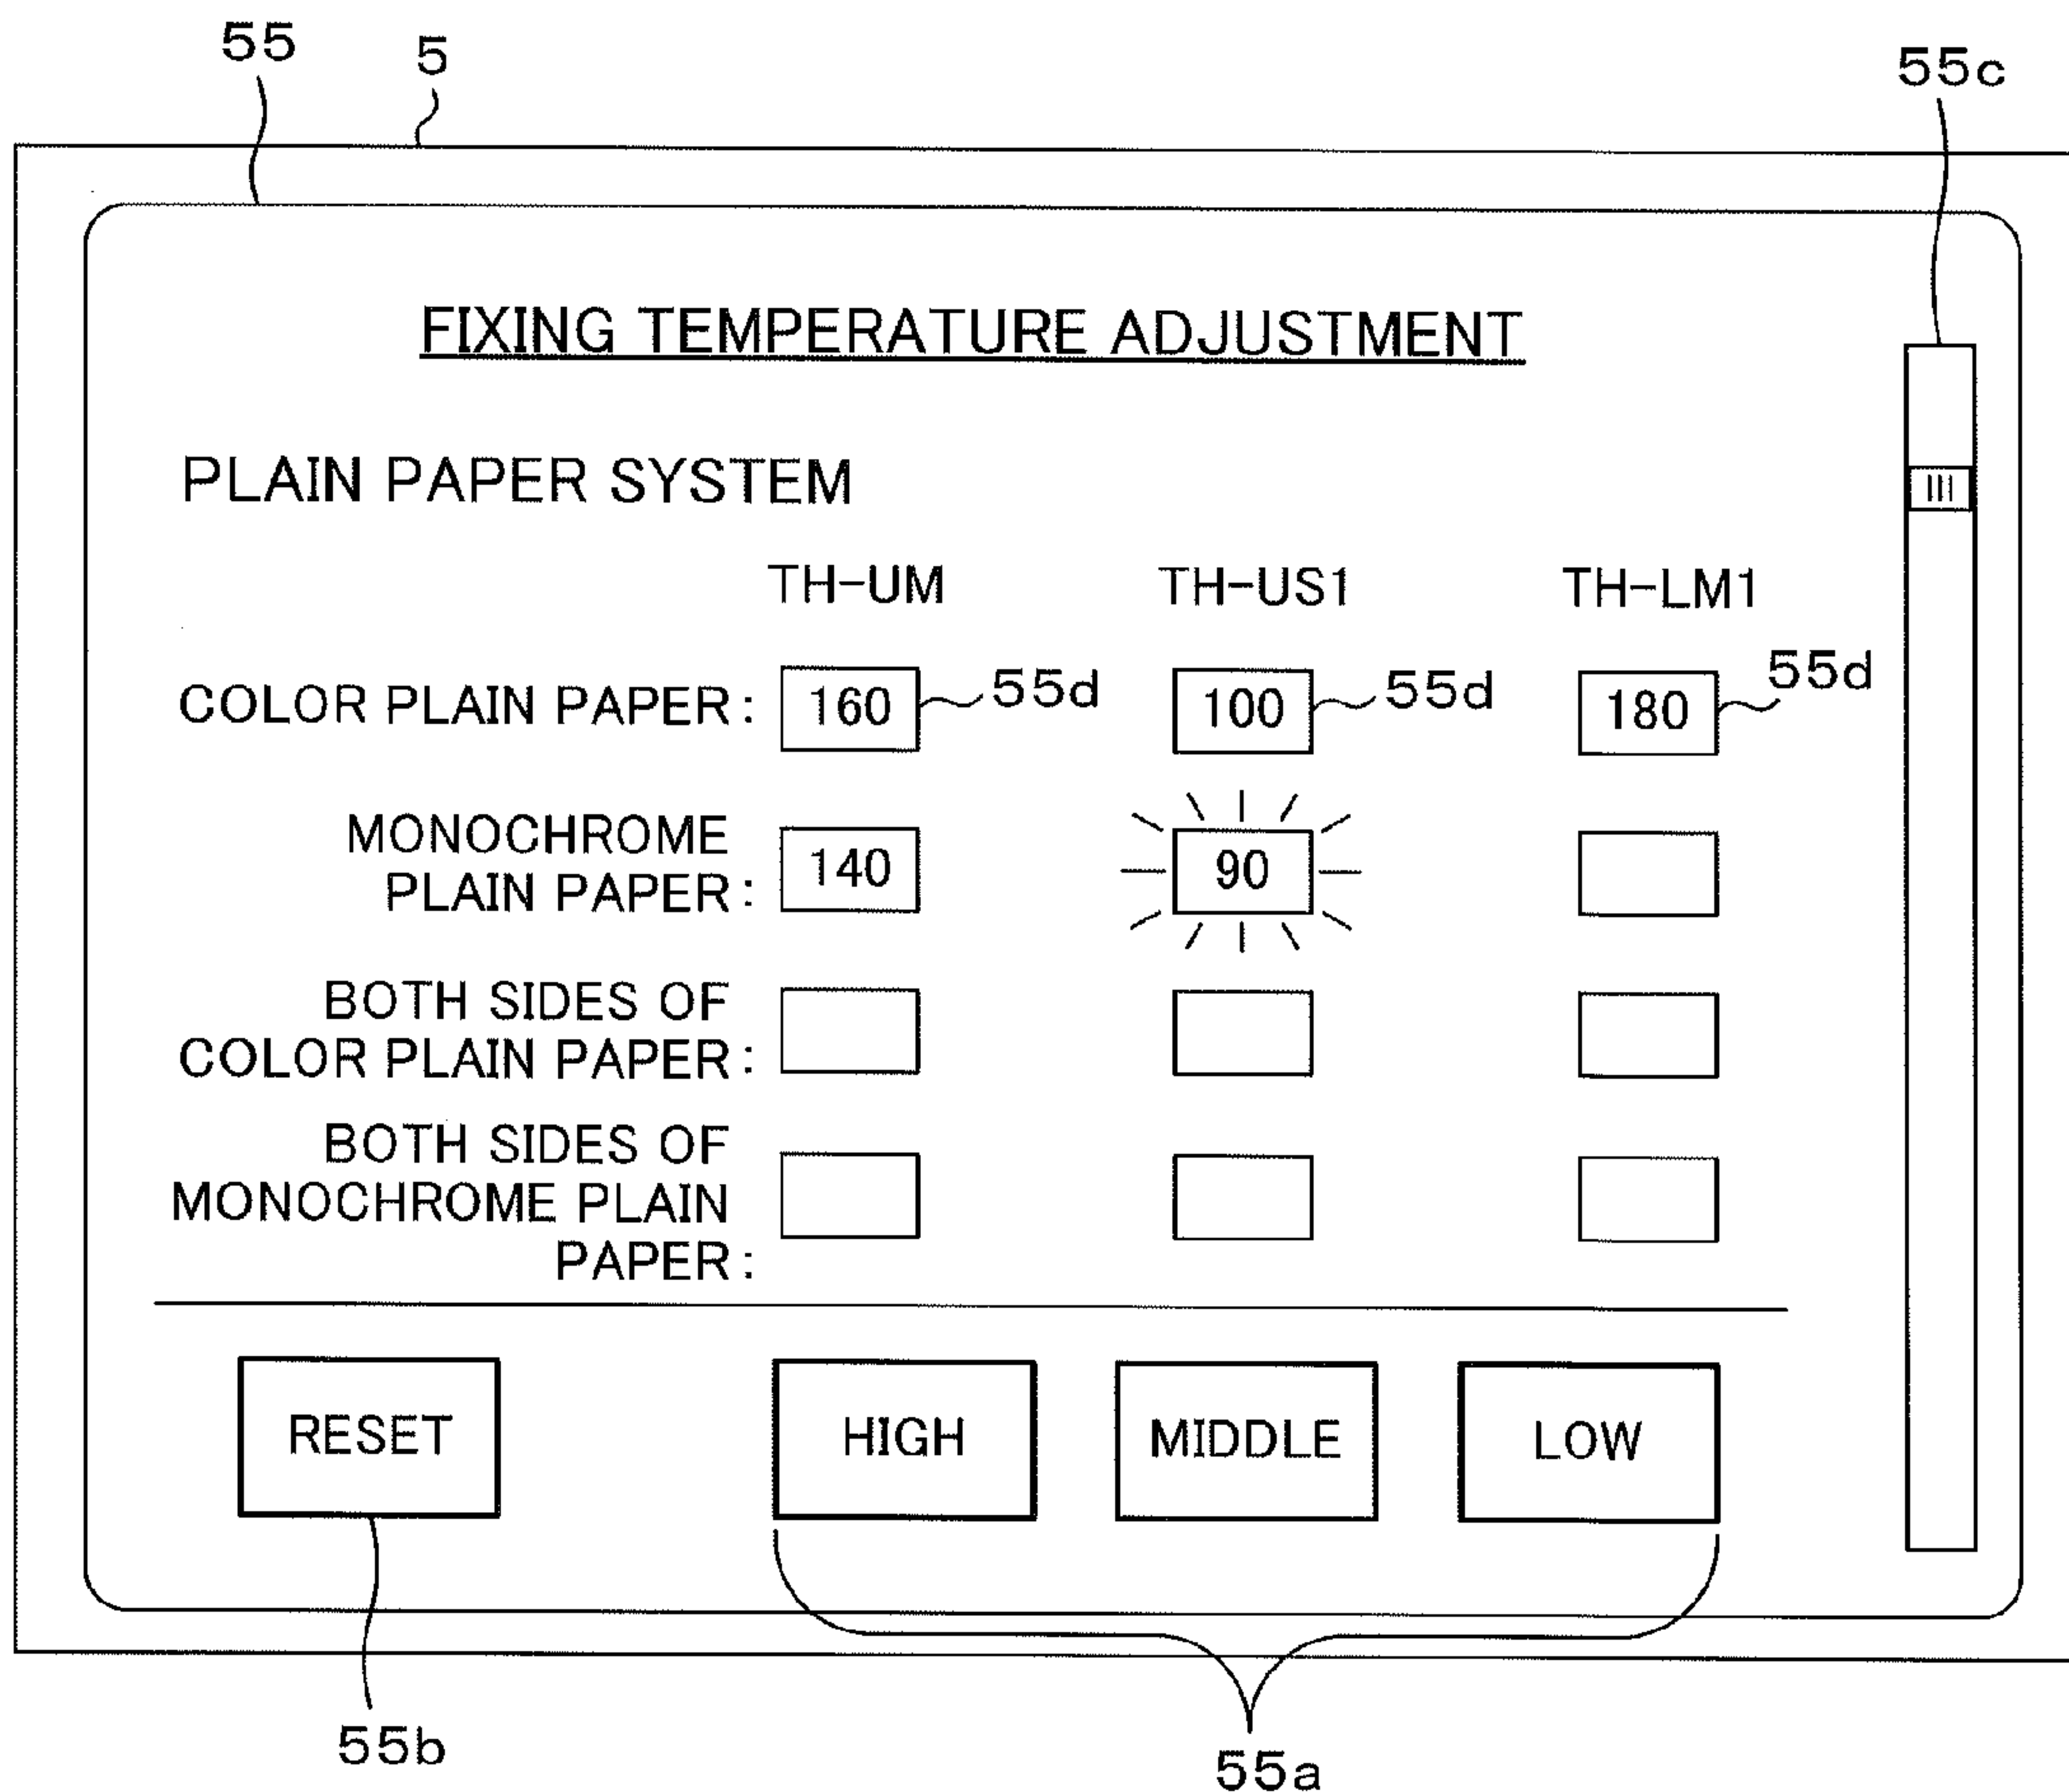 55
5
55c
FIXING TEMPERATURE ADJUSTMENT
PLAIN PAPER SYSTEM
TH-UM TH-US1 TH-LM1
COLOR PLAIN PAPER: 160 55d 100 55d 180 55d
MONOCHROME
PLAIN PAPER: 140 90
BOTH SIDES OF
COLOR PLAIN PAPER:
BOTH SIDES OF
MONOCHROME PLAIN
PAPER:
RESET HIGH MIDDLE LOW
55b
55a